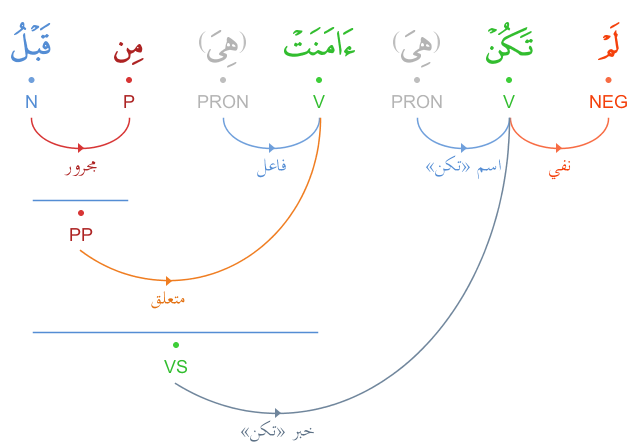 لَمْ تَكُنْ (هِىَ) ءَامَنَتْ (هِىَ) مِن قَبْلُ
NEG V PRON V PRON P N
نفي اسم «تكن» فاعل مجرور
PP
متعلق
VS
خبر «تكن»